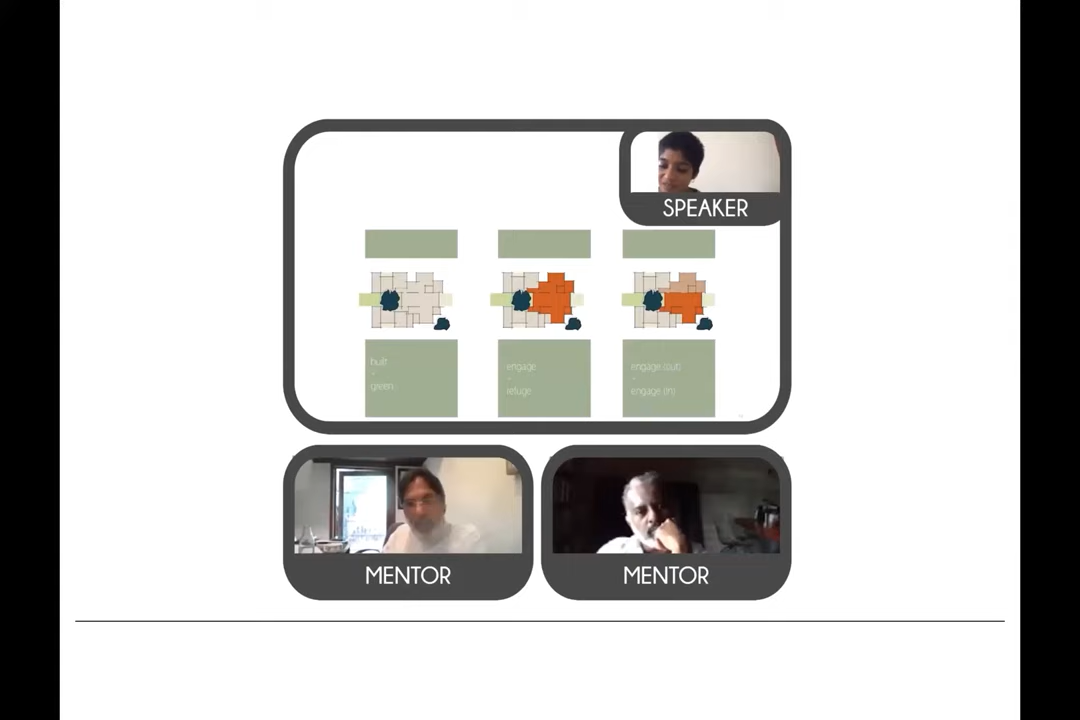 SPEAKER
built
-
green
engage
-
refuge
engage (out)
-
engage (in)
MENTOR
MENTOR